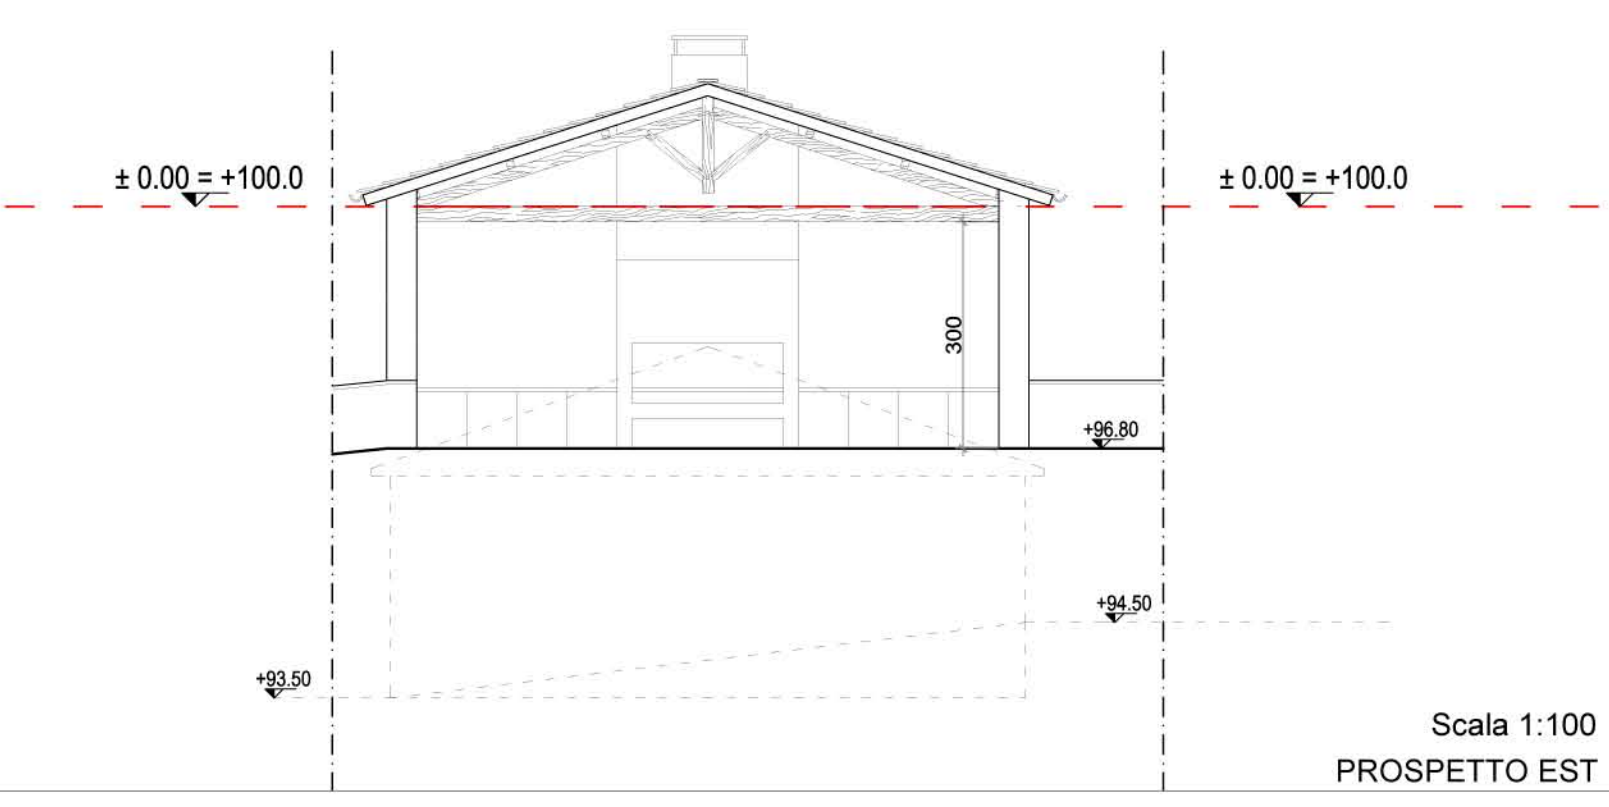 ± 0.00 = +100.0
± 0.00 = +100.0
300
+96.80
+94.50
+93.50
Scala 1:100
PROSPETTO EST